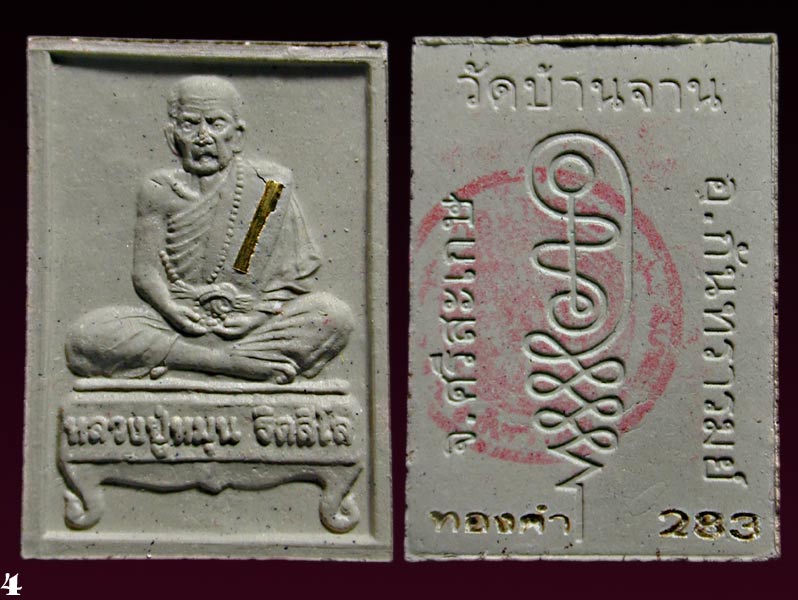 หลวงปู่หมุน ฐิตสีโล
วัดบ้านจาน
อ.กันทรารมย์
จ.ศรีสะเกษ
ทองคำ 283
4